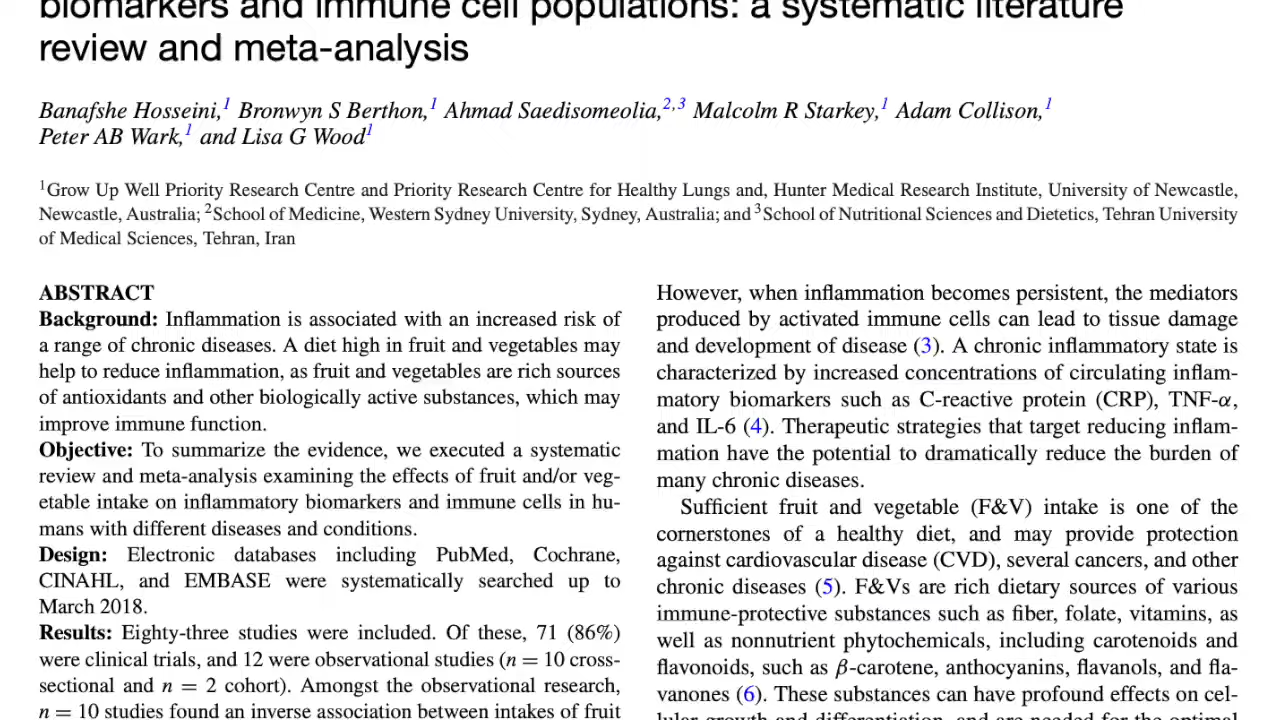 biomarkers and immune cell populations: a systematic literature
review and meta-analysis
Banafshe Hosseini,1 Bronwyn S Berthon,1 Ahmad Saedisomeolia,2,3 Malcolm R Starkey,1 Adam Collison,1
Peter AB Wark,1 and Lisa G Wood1
1Grow Up Well Priority Research Centre and Priority Research Centre for Healthy Lungs and, Hunter Medical Research Institute, University of Newcastle,
Newcastle, Australia; 2School of Medicine, Western Sydney University, Sydney, Australia; and 3School of Nutritional Sciences and Dietetics, Tehran University
of Medical Sciences, Tehran, Iran
ABSTRACT
Background: Inflammation is associated with an increased risk of
a range of chronic diseases. A diet high in fruit and vegetables may
help to reduce inflammation, as fruit and vegetables are rich sources
of antioxidants and other biologically active substances, which may
improve immune function.
Objective: To summarize the evidence, we executed a systematic
review and meta-analysis examining the effects of fruit and/or veg-
etable intake on inflammatory biomarkers and immune cells in hu-
mans with different diseases and conditions.
Design: Electronic databases including PubMed, Cochrane,
CINAHL, and EMBASE were systematically searched up to
March 2018.
Results: Eighty-three studies were included. Of these, 71 (86%)
were clinical trials, and 12 were observational studies (n = 10 cross-
sectional and n = 2 cohort). Amongst the observational research,
n = 10 studies found an inverse association between intakes of fruit
However, when inflammation becomes persistent, the mediators
produced by activated immune cells can lead to tissue damage
and development of disease (3). A chronic inflammatory state is
characterized by increased concentrations of circulating inflam-
matory biomarkers such as C-reactive protein (CRP), TNF-α,
and IL-6 (4). Therapeutic strategies that target reducing inflam-
mation have the potential to dramatically reduce the burden of
many chronic diseases.
Sufficient fruit and vegetable (F&V) intake is one of the
cornerstones of a healthy diet, and may provide protection
against cardiovascular disease (CVD), several cancers, and other
chronic diseases (5). F&Vs are rich dietary sources of various
immune-protective substances such as fiber, folate, vitamins, as
well as nonnutrient phytochemicals, including carotenoids and
flavonoids, such as β-carotene, anthocyanins, flavanols, and fla-
vanones (6). These substances can have profound effects on cel-
lular growth and differentiation, and are needed for the optimal